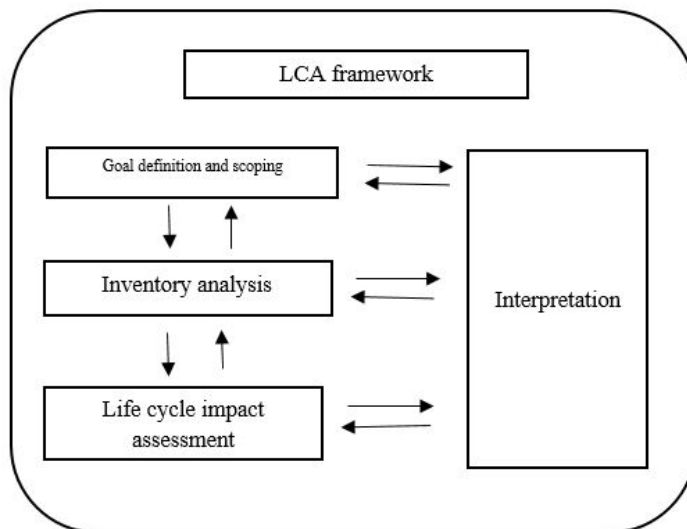 LCA framework
Goal definition and scoping
Inventory analysis
Interpretation
Life cycle impact
assessment